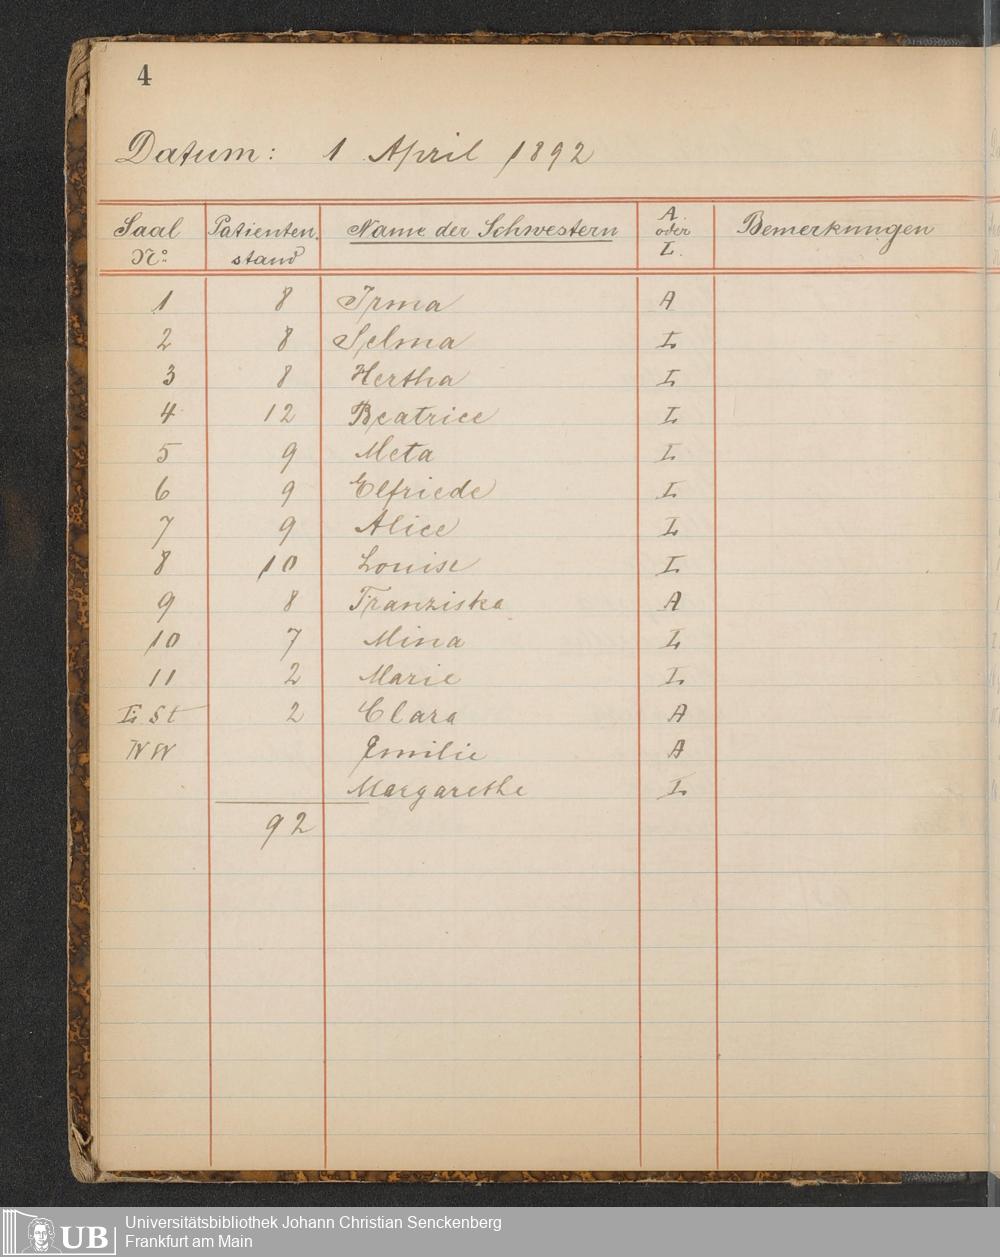 4
Datum: 1 April 1892
Saal No. Patienten stand Name der Schwestern A. oder L. Bemerkungen
1 8 Irma A
2 8 Selma L
3 8 Hertha L
4 12 Beatrice L
5 9 Meta L
6 9 Elfriede L
7 9 Alice L
8 10 Louise L
9 8 Franziska A
10 7 Mina L
11 2 Marie L
St 2 Clara A
Emilie A
Margarethe L
92
UB Universitätsbibliothek Johann Christian Senckenberg
Frankfurt am Main